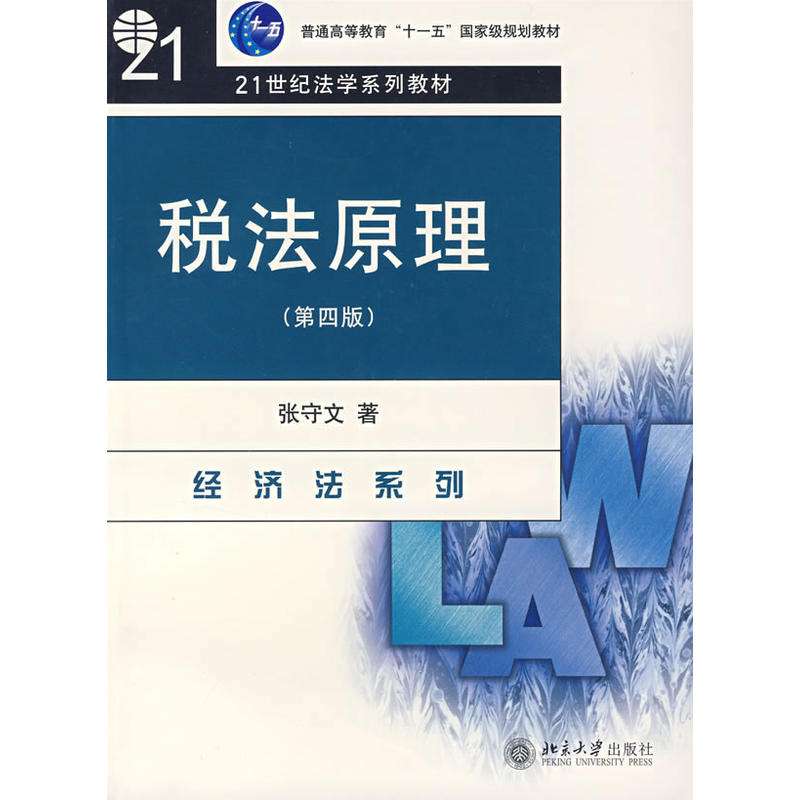 十一五
普通高等教育“十一五”国家级规划教材
21
21世纪法学系列教材
税法原理
（第四版）
张守文 著
经济法系列
LAW
北京大学出版社
PEKING UNIVERSITY PRESS